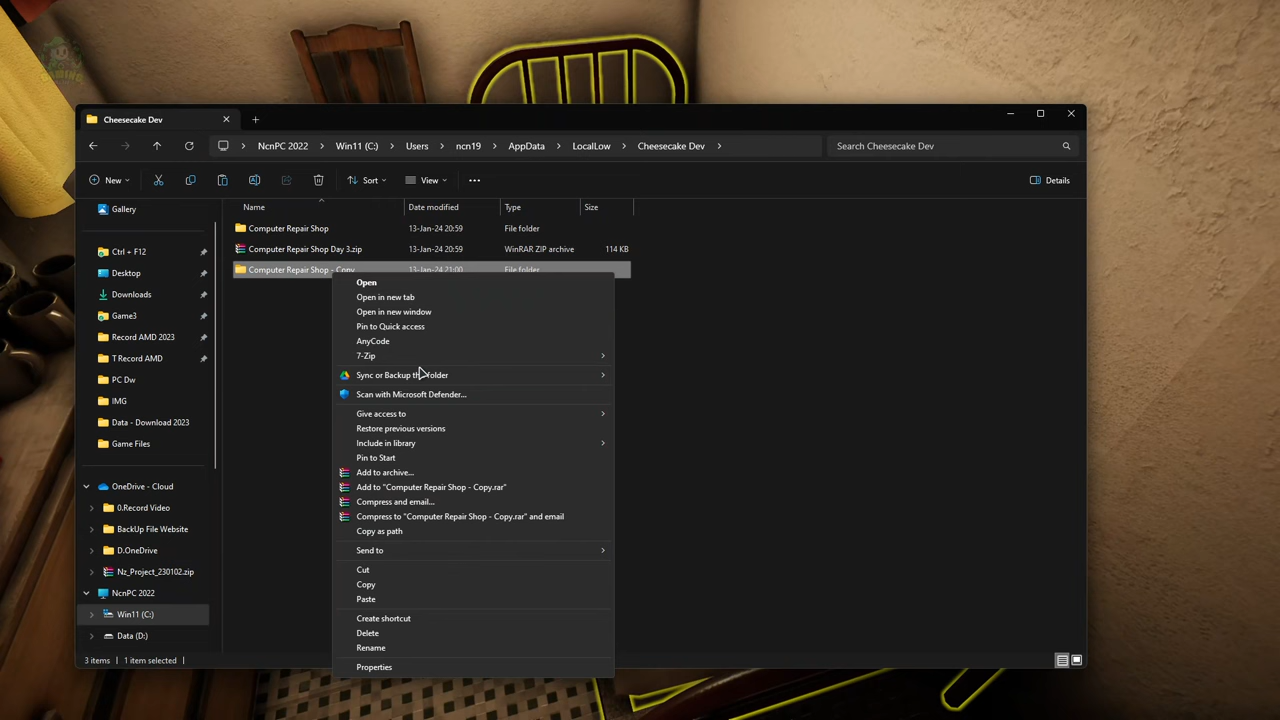 GAMING
Cheesecake Dev
NcnPC 2022 Win11 (C:) Users ncn19 AppData LocalLow Cheesecake Dev
Search Cheesecake Dev
New Sort View Details
Gallery
Ctrl + F12
Desktop
Downloads
Game3
Record AMD 2023
T Record AMD
PC Dw
IMG
Data - Download 2023
Game Files
OneDrive - Cloud
0.Record Video
BackUp File Website
D.OneDrive
Nz_Project_230102.zip
NcnPC 2022
Win11 (C:)
Data (D:)
Name Date modified Type Size
Computer Repair Shop 13-Jan-24 20:59 File folder
Computer Repair Shop Day 3.zip 13-Jan-24 20:59 WinRAR ZIP archive 114 KB
Computer Repair Shop - Copy 13-Jan-24 21:00 File folder
Open
Open in new tab
Open in new window
Pin to Quick access
AnyCode
7-Zip
Sync or Backup this folder
Scan with Microsoft Defender...
Give access to
Restore previous versions
Include in library
Pin to Start
Add to archive...
Add to "Computer Repair Shop - Copy.rar"
Compress and email...
Compress to "Computer Repair Shop - Copy.rar" and email
Copy as path
Send to
Cut
Copy
Paste
Create shortcut
Delete
Rename
Properties
3 items 1 item selected